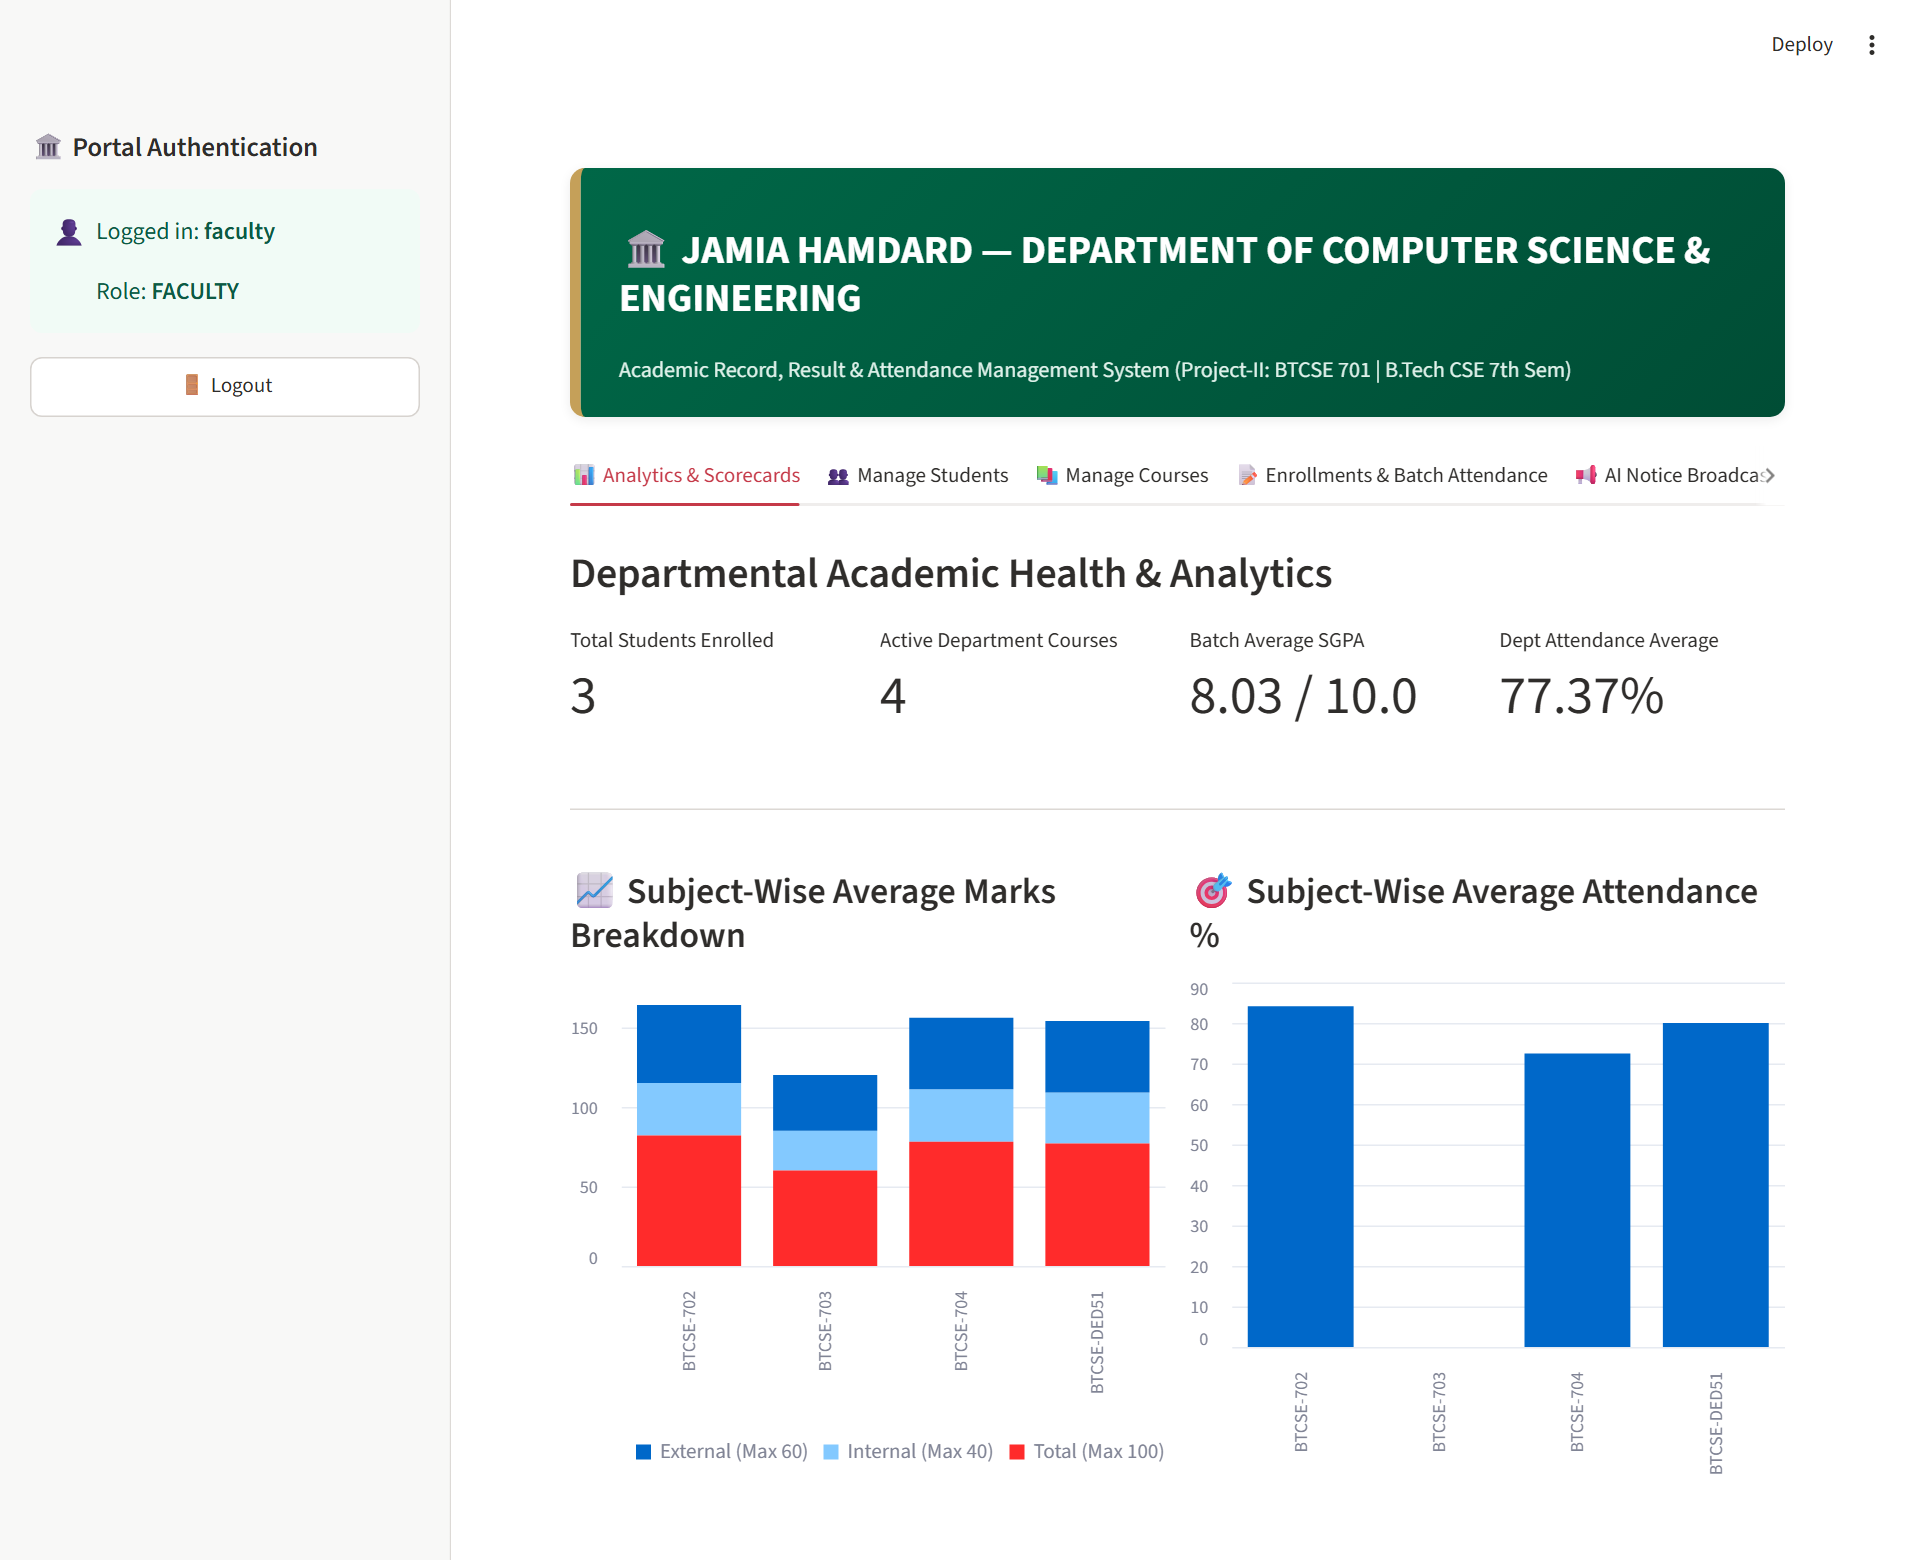 Deploy
Portal Authentication
Logged in: faculty
Role: FACULTY
Logout
JAMIA HAMDARD — DEPARTMENT OF COMPUTER SCIENCE &
ENGINEERING
Academic Record, Result & Attendance Management System (Project-II: BTCSE 701 | B.Tech CSE 7th Sem)
Analytics & Scorecards
Manage Students
Manage Courses
Enrollments & Batch Attendance
AI Notice Broadcas
Departmental Academic Health & Analytics
Total Students Enrolled
3
Active Department Courses
4
Batch Average SGPA
8.03 / 10.0
Dept Attendance Average
77.37%
Subject-Wise Average Marks
Breakdown
150
100
50
0
BTCSE-702
BTCSE-703
BTCSE-704
BTCSE-DED51
External (Max 60)
Internal (Max 40)
Total (Max 100)
Subject-Wise Average Attendance
%
90
80
70
60
50
40
30
20
10
0
BTCSE-702
BTCSE-703
BTCSE-704
BTCSE-DED51